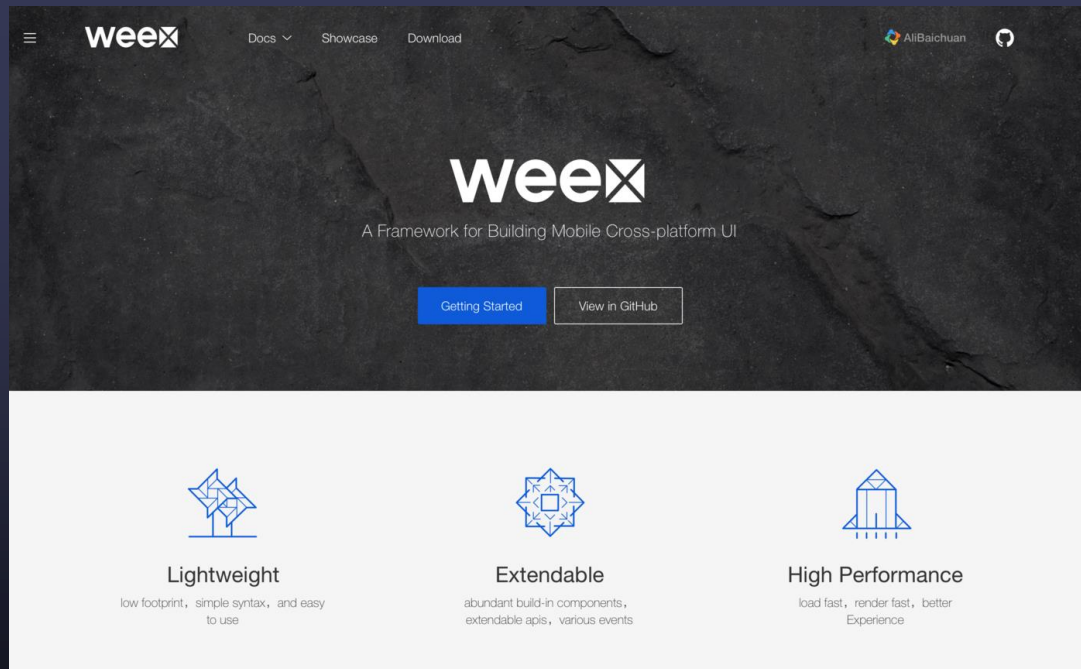 weex
Docs
Showcase
Download
AliBaichuan
weex
A Framework for Building Mobile Cross-platform UI
Getting Started
View in GitHub
Lightweight
low footprint，simple syntax，and easy
to use
Extendable
abundant build-in components，
extendable apis，various events
High Performance
load fast，render fast，better
Experience